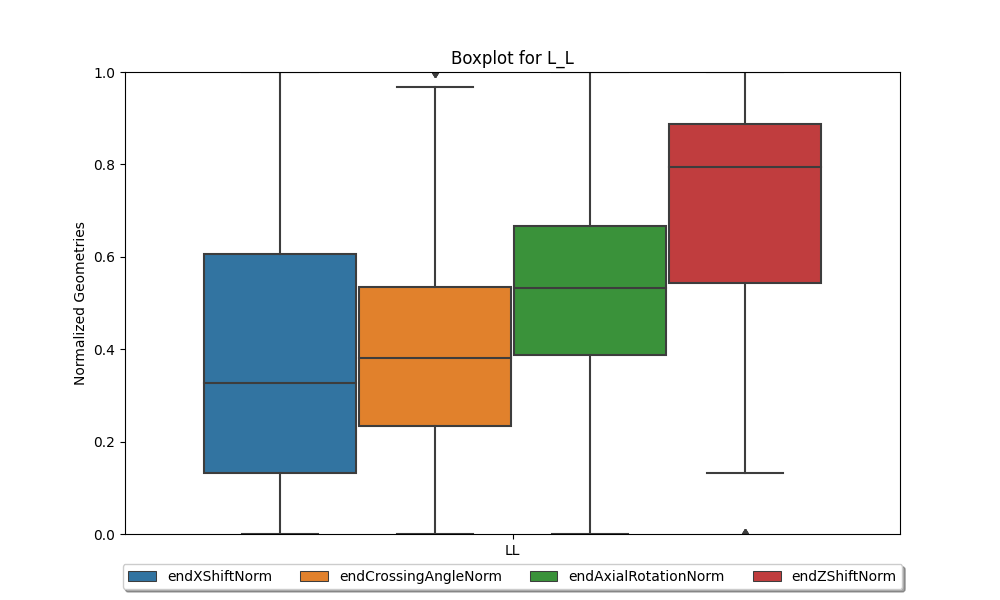 Boxplot for L_L
1.0
0.8
0.6
0.4
0.2
0.0
Normalized Geometries
LL
endXShiftNorm endCrossingAngleNorm endAxialRotationNorm endZShiftNorm